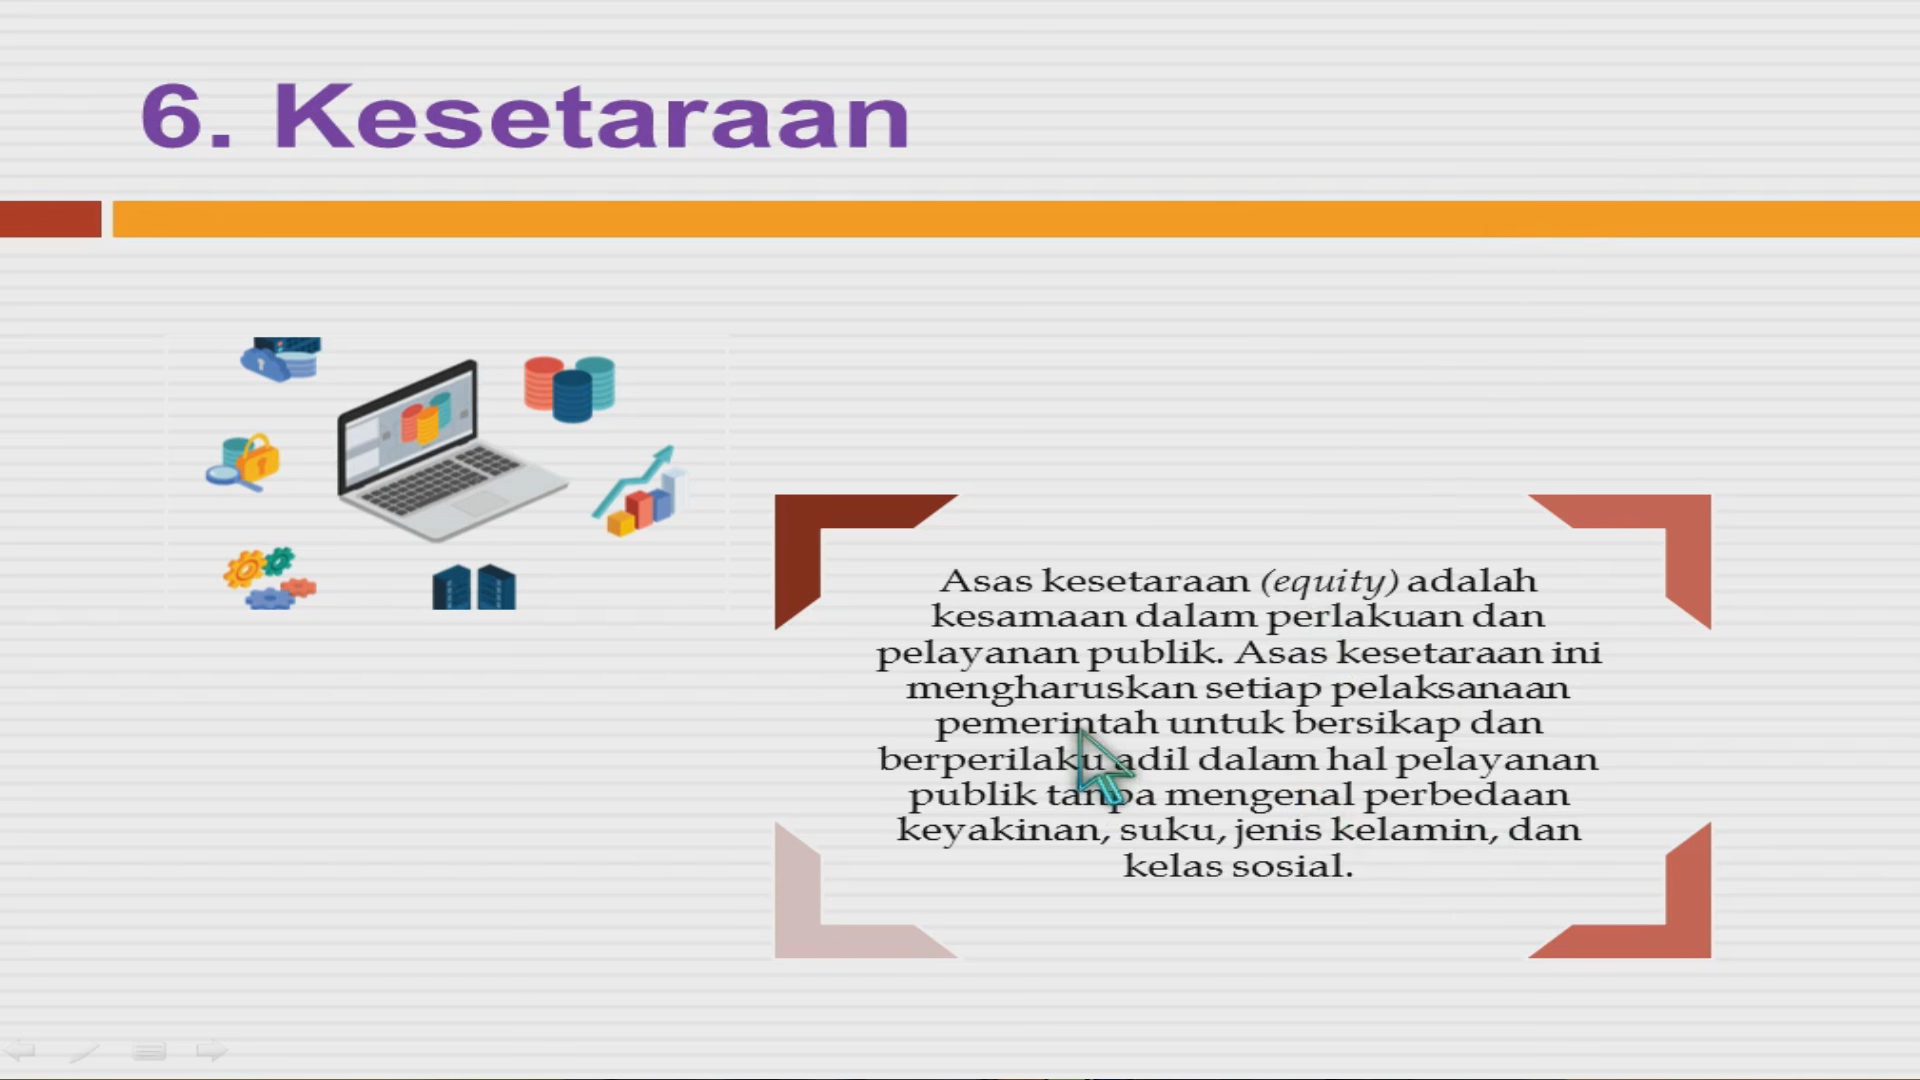 6. Kesetaraan
Asas kesetaraan (equity) adalah
kesamaan dalam perlakuan dan
pelayanan publik. Asas kesetaraan ini
mengharuskan setiap pelaksanaan
pemerintah untuk bersikap dan
berperilaku adil dalam hal pelayanan
publik tanpa mengenal perbedaan
keyakinan, suku, jenis kelamin, dan
kelas sosial.